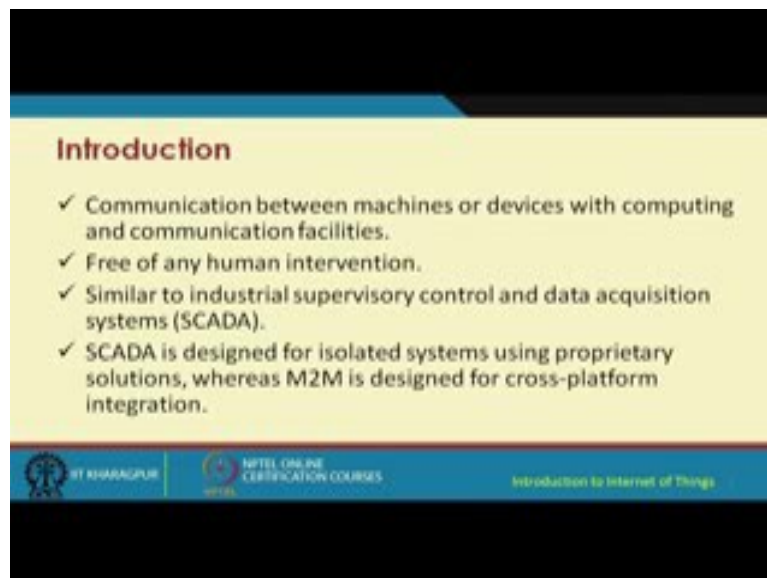 Introduction
✓ Communication between machines or devices with computing
and communication facilities.
✓ Free of any human intervention.
✓ Similar to industrial supervisory control and data acquisition
systems (SCADA).
✓ SCADA is designed for isolated systems using proprietary
solutions, whereas M2M is designed for cross-platform
integration.
IIT KHARAGPUR
NPTEL ONLINE
CERTIFICATION COURSES
NPTEL
Introduction to Internet of Things